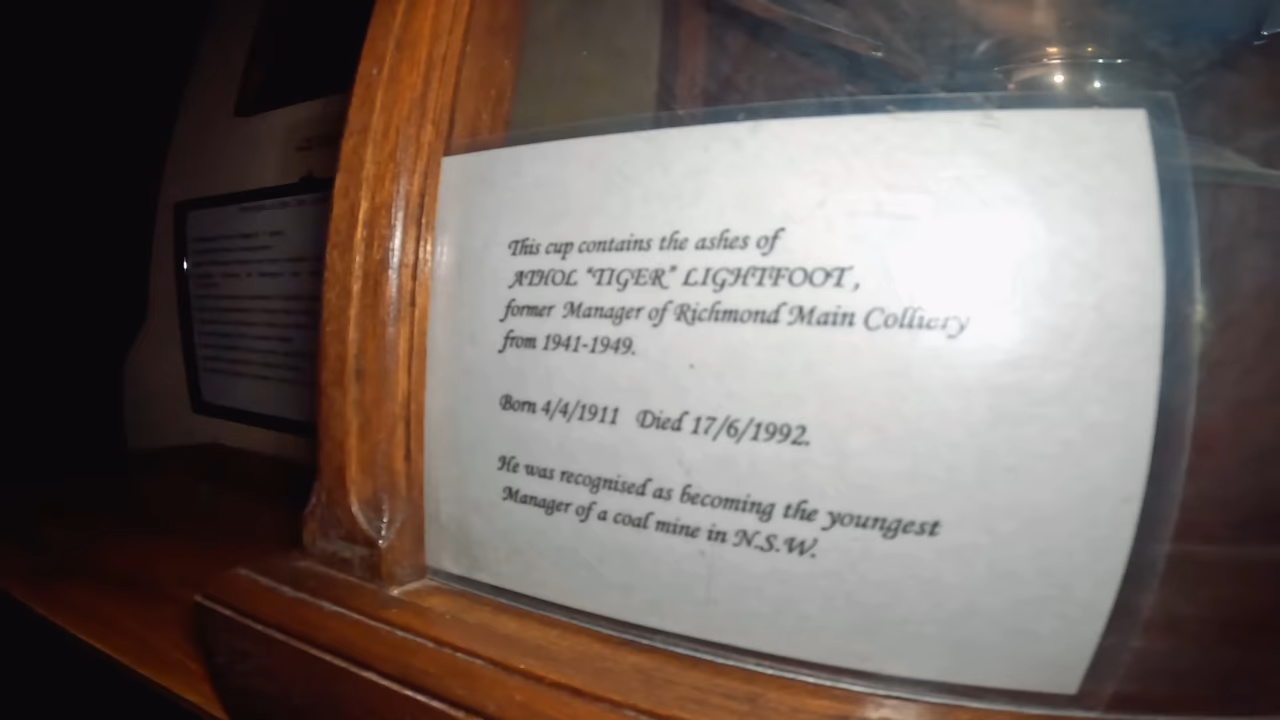 This cup contains the ashes of
ATHOL "TIGER" LIGHTFOOT,
former Manager of Richmond Main Colliery
from 1941-1949.
Born 4/4/1911 Died 17/6/1992.
He was recognised as becoming the youngest
Manager of a coal mine in N.S.W.